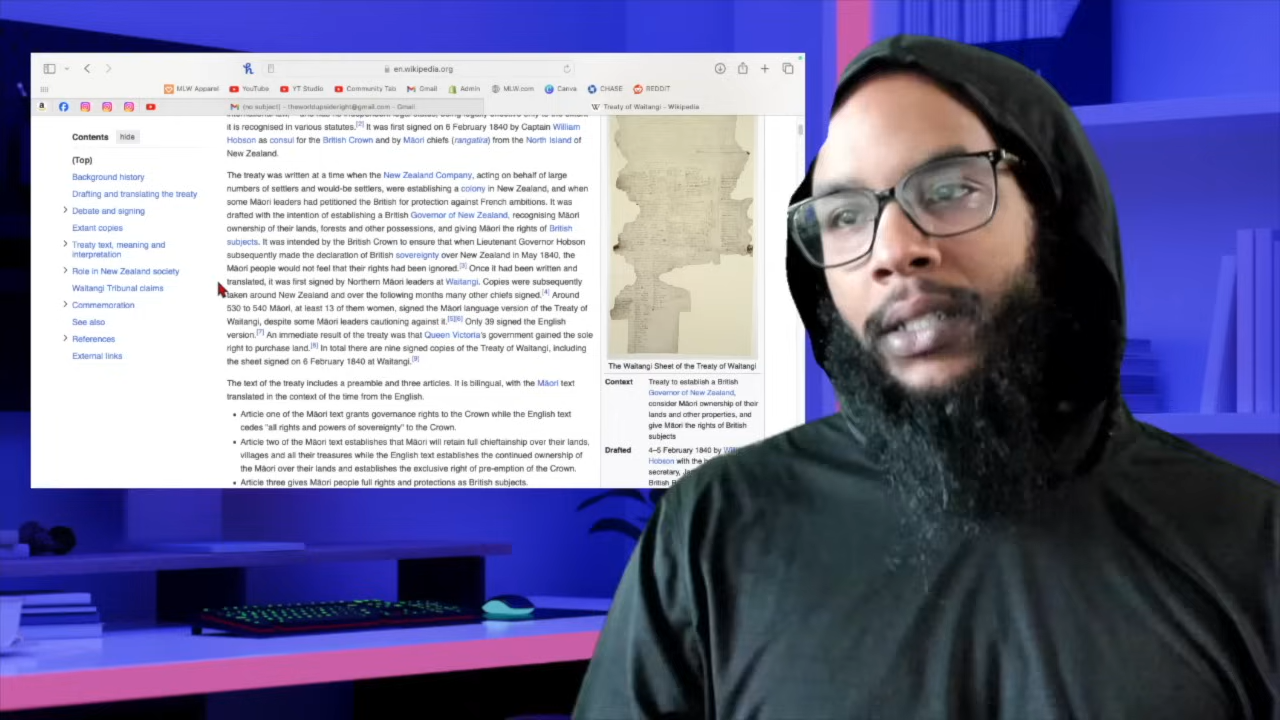 en.wikipedia.org
MLW Apparel YouTube YT Studio Community Tab Gmail Admin MLW.com Canva CHASE REDDIT
(no subject) - theworldupsideright@gmail.com - Gmail
W Treaty of Waitangi - Wikipedia
Contents hide
(Top)
Background history
Drafting and translating the treaty
Debate and signing
Extant copies
Treaty text, meaning and
interpretation
Role in New Zealand society
Waitangi Tribunal claims
Commemoration
See also
References
External links
it is recognised in various statutes.[2] It was first signed on 6 February 1840 by Captain William
Hobson as consul for the British Crown and by Māori chiefs (rangatira) from the North Island of
New Zealand.
The treaty was written at a time when the New Zealand Company, acting on behalf of large
numbers of settlers and would-be settlers, were establishing a colony in New Zealand, and when
some Māori leaders had petitioned the British for protection against French ambitions. It was
drafted with the intention of establishing a British Governor of New Zealand, recognising Māori
ownership of their lands, forests and other possessions, and giving Māori the rights of British
subjects. It was intended by the British Crown to ensure that when Lieutenant Governor Hobson
subsequently made the declaration of British sovereignty over New Zealand in May 1840, the
Māori people would not feel that their rights had been ignored.[3] Once it had been written and
translated, it was first signed by Northern Māori leaders at Waitangi. Copies were subsequently
taken around New Zealand and over the following months many other chiefs signed.[4] Around
530 to 540 Māori, at least 13 of them women, signed the Māori language version of the Treaty of
Waitangi, despite some Māori leaders cautioning against it.[5][6] Only 39 signed the English
version.[7] An immediate result of the treaty was that Queen Victoria's government gained the sole
right to purchase land.[8] In total there are nine signed copies of the Treaty of Waitangi, including
the sheet signed on 6 February 1840 at Waitangi.[9]
The text of the treaty includes a preamble and three articles. It is bilingual, with the Māori text
translated in the context of the time from the English.
• Article one of the Māori text grants governance rights to the Crown while the English text
cedes "all rights and powers of sovereignty" to the Crown.
• Article two of the Māori text establishes that Māori will retain full chieftainship over their lands,
villages and all their treasures while the English text establishes the continued ownership of
the Māori over their lands and establishes the exclusive right of pre-emption of the Crown.
• Article three gives Māori people full rights and protections as British subjects.
The Waitangi Sheet of the Treaty of Waitangi
Context Treaty to establish a British
Governor of New Zealand,
consider Māori ownership of their
lands and other properties, and
give Māori the rights of British
subjects
Drafted 4–5 February 1840 by
Hobson with the
secretary,
British